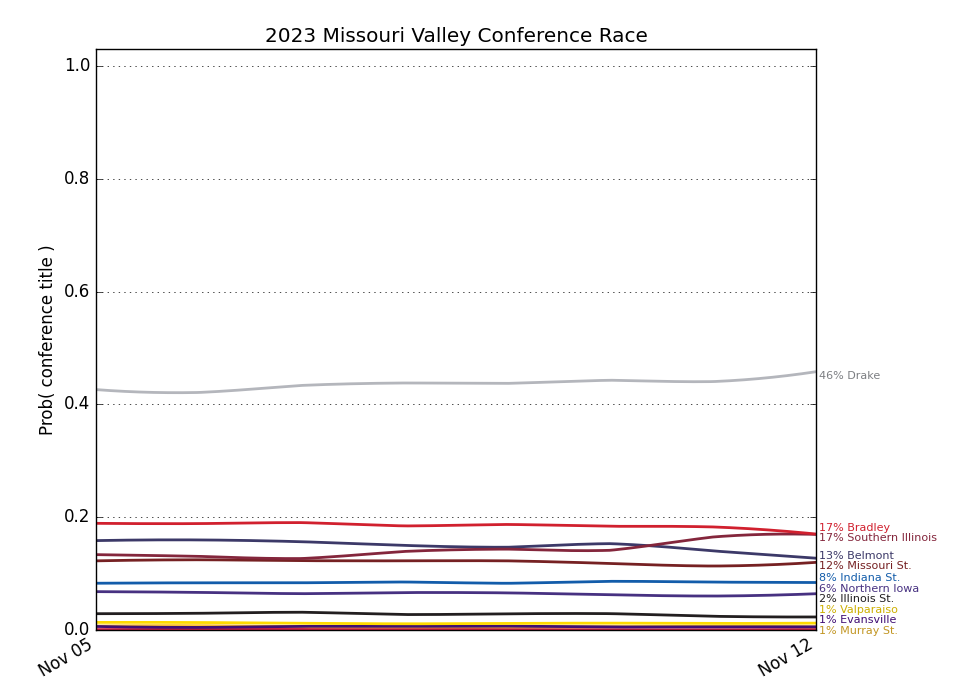 2023 Missouri Valley Conference Race
Prob( conference title )
1.0
0.8
0.6
0.4
0.2
0.0
Nov 05
Nov 12
46% Drake
17% Bradley
17% Southern Illinois
13% Belmont
12% Missouri St.
8% Indiana St.
6% Northern Iowa
2% Illinois St.
1% Valparaiso
1% Evansville
1% Murray St.